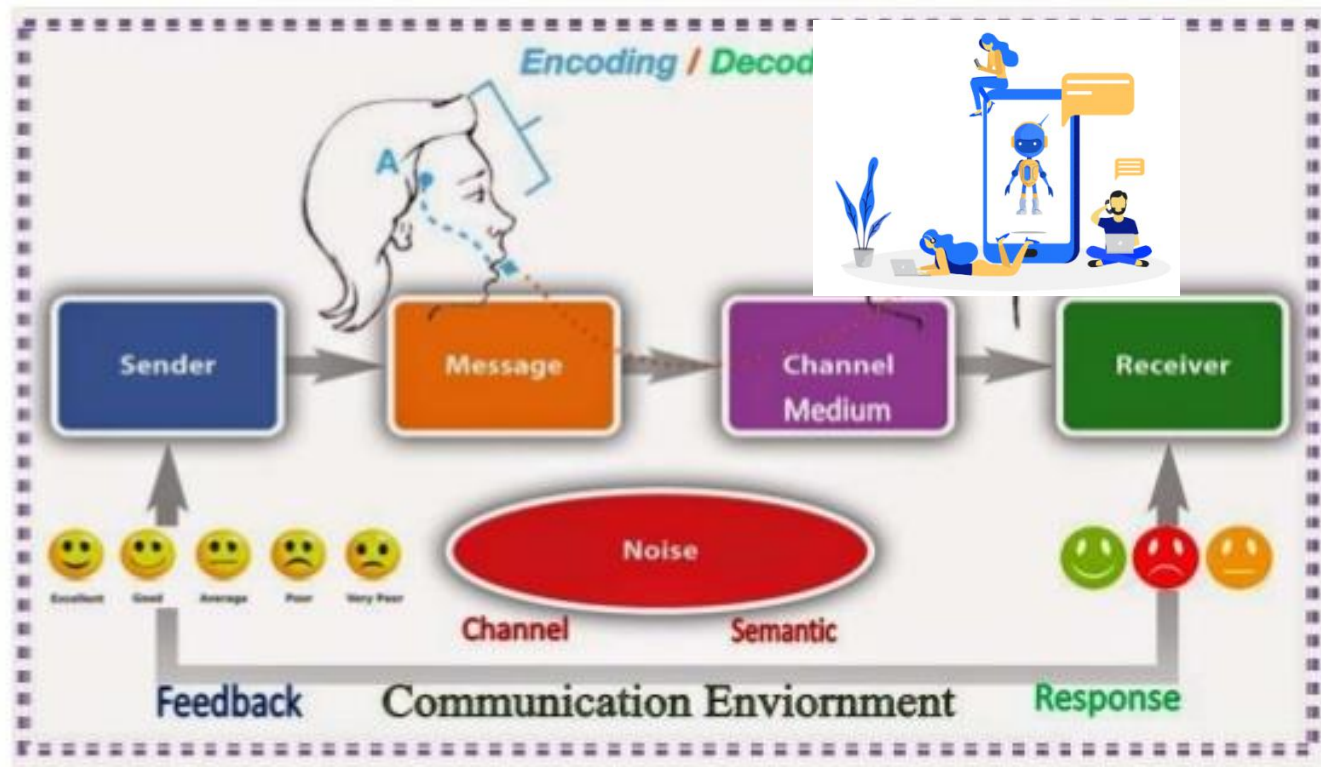 Encoding / Decod
A
Sender
Message
Channel
Medium
Receiver
Noise
Excellent Good Average Poor Very Poor
Channel Semantic
Feedback Communication Enviornment Response